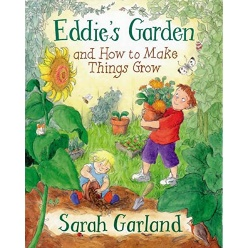 Eddie's Garden
and How to Make
Things Grow
Sarah Garland